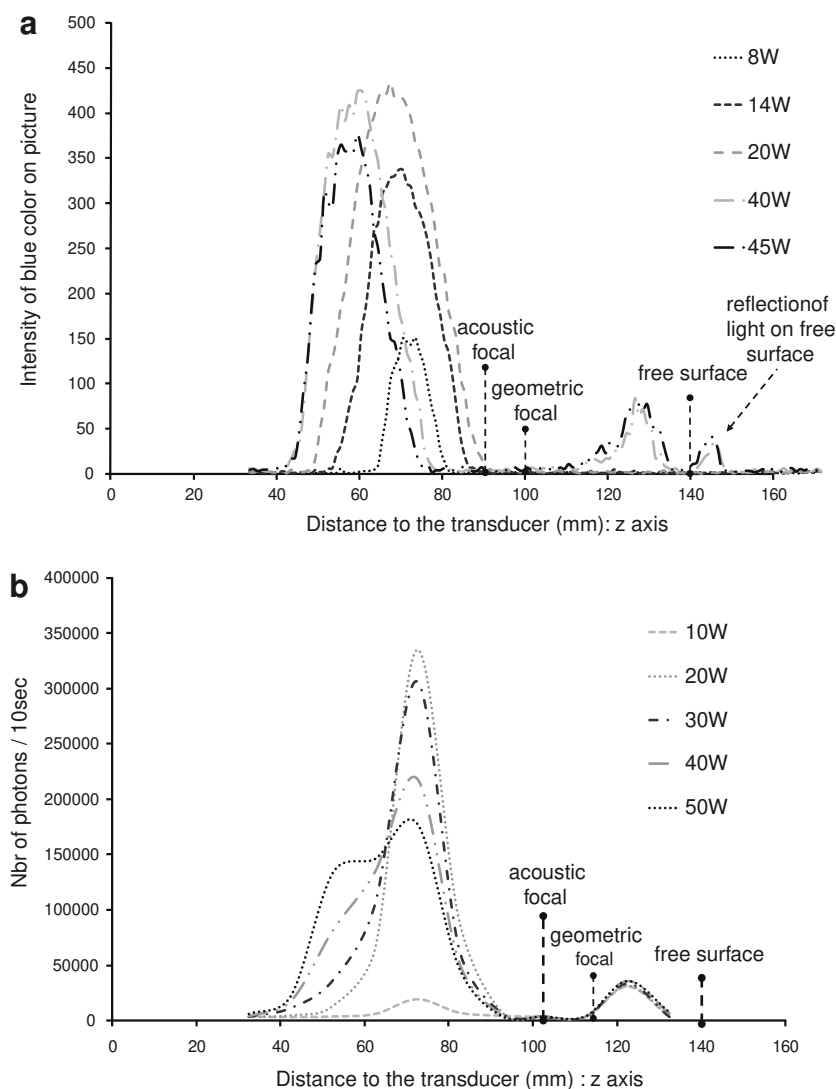 a
500
450
400
350
300
250
200
150
100
50
0
Intensity of blue color on picture
8W
14W
20W
40W
45W
acoustic
focal
geometric
focal
free surface
reflectionof
light on free
surface
0
20
40
60
80
100
120
140
160
Distance to the transducer (mm): z axis
b
400000
350000
300000
250000
200000
150000
100000
50000
0
Nbr of photons / 10sec
10W
20W
30W
40W
50W
acoustic
focal
geometric
focal
free surface
0
20
40
60
80
100
120
140
160
Distance to the transducer (mm) : z axis